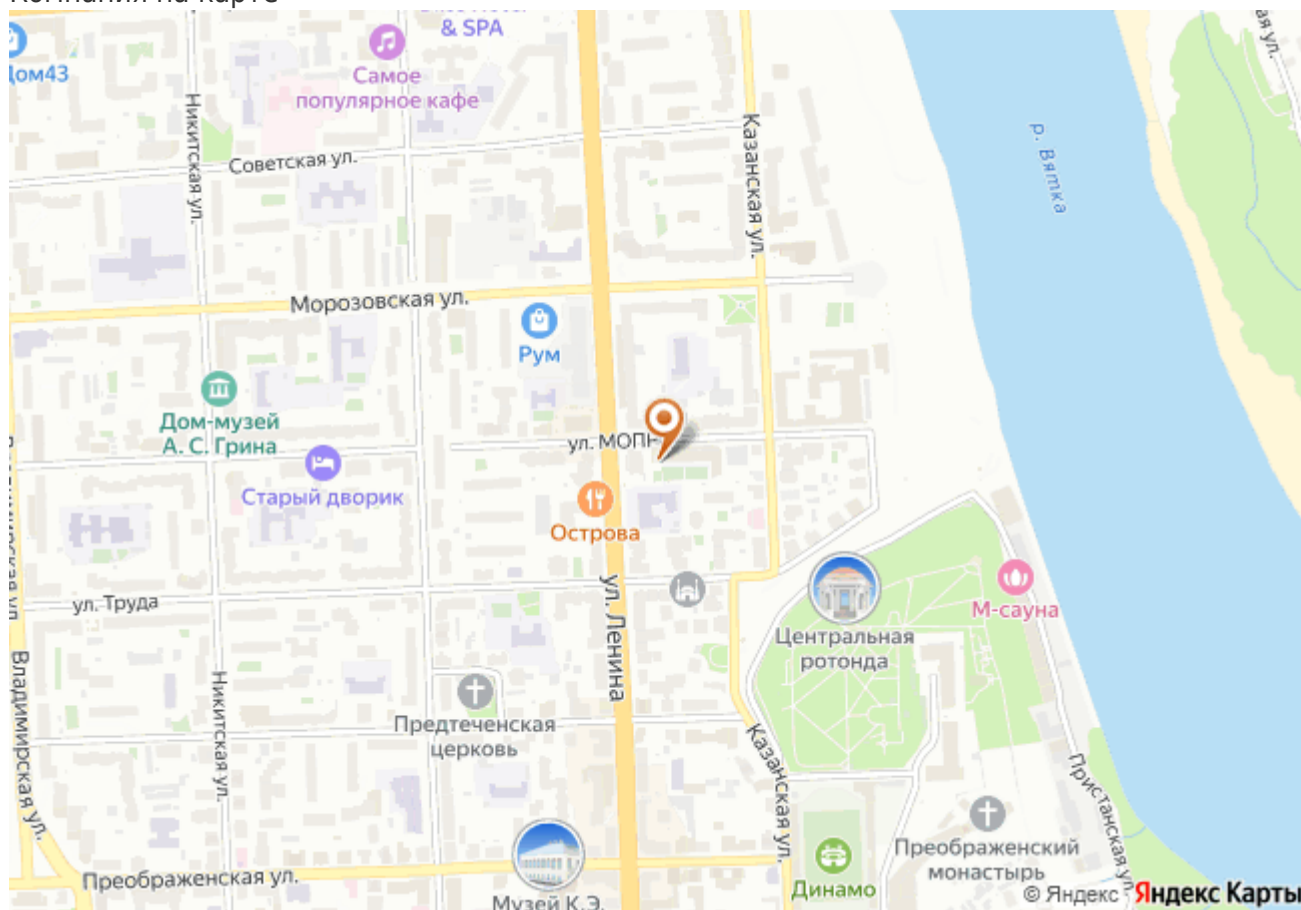 & SPA
Самое
популярное кафе
Никитская ул.
Советская ул.
Казанская ул.
р. Вятка
Морозовская ул.
Рум
Дом-музей
А. С. Грина
ул.
Старый дворик
Острова
ул. Труда
ул. Ленина
М-сауна
Центральная
ротонда
Владимирская ул.
Никитская ул.
Предтеченская
церковь
Казанская ул.
Пристанская ул.
Преображенский
монастырь
Преображенская ул.
Динамо
Музей К.Э.
© Яндекс Яндекс Карты